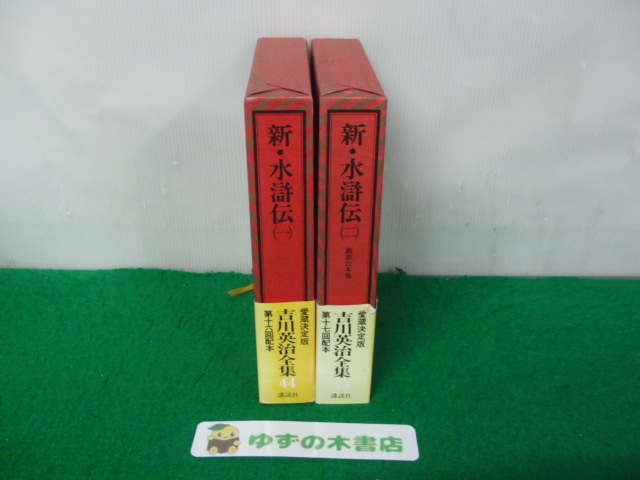 新・水滸伝(一)
愛蔵決定版
吉川英治全集 44
第十六回配本
講談社
新・水滸伝(二)
愛蔵決定版
吉川英治全集
第十七回配本
講談社
ゆずの木書店